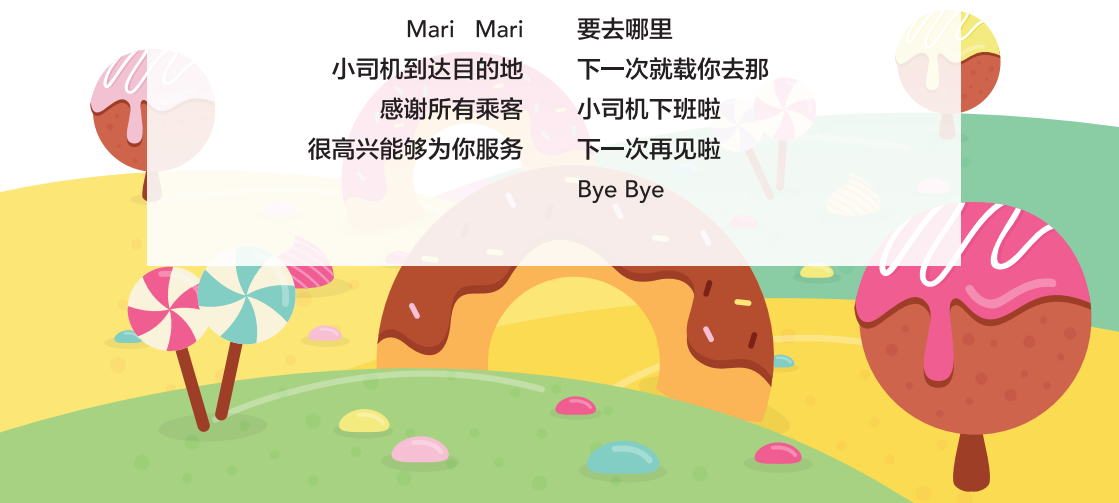 Mari Mari
小司机到达目的地
感谢所有乘客
很高兴能够为你服务
要去哪里
下一次就载你去那
小司机下班啦
下一次再见啦
Bye Bye